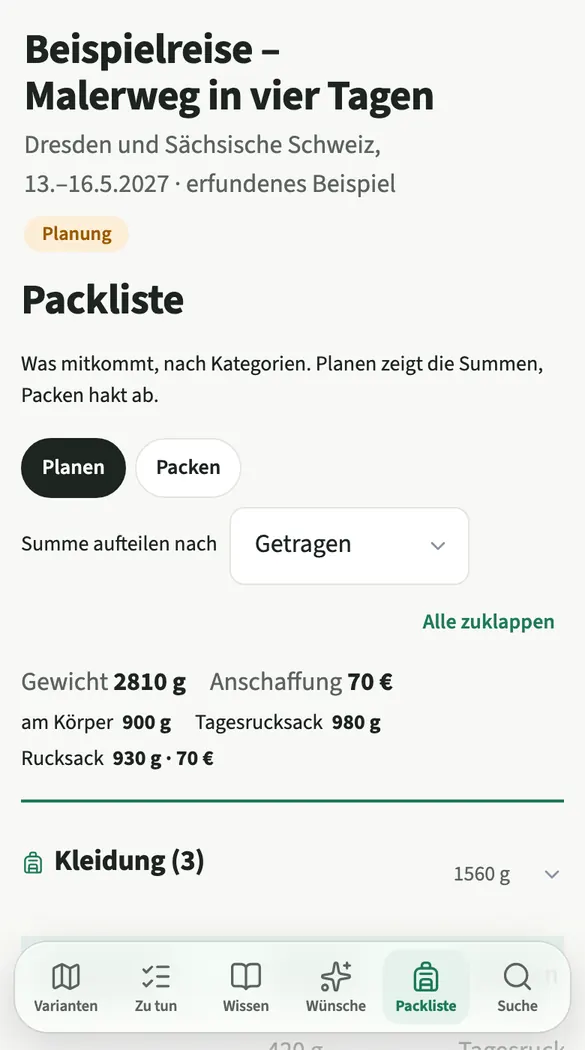 Beispielreise –
Malerweg in vier Tagen
Dresden und Sächsische Schweiz,
13.–16.5.2027 · erfundenes Beispiel
Planung
Packliste
Was mitkommt, nach Kategorien. Planen zeigt die Summen,
Packen hakt ab.
Planen Packen
Summe aufteilen nach Getragen
Alle zuklappen
Gewicht 2810 g Anschaffung 70 €
am Körper 900 g Tagesrucksack 980 g
Rucksack 930 g · 70 €
Kleidung (3) 1560 g
Varianten Zu tun Wissen Wünsche Packliste Suche
420 g Tagesruck